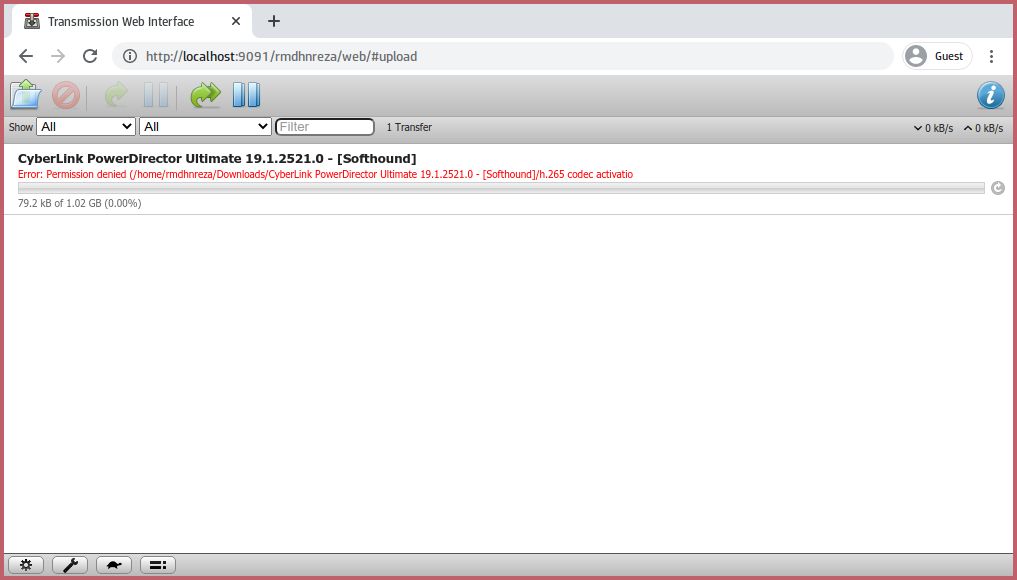 Transmission Web Interface
http://localhost:9091/rmdhnreza/web/#upload
Guest
Show All All Filter 1 Transfer 0 kB/s 0 kB/s
CyberLink PowerDirector Ultimate 19.1.2521.0 - [Softhound]
Error: Permission denied (/home/rmdhnreza/Downloads/CyberLink PowerDirector Ultimate 19.1.2521.0 - [Softhound]/h.265 codec activatio
79.2 kB of 1.02 GB (0.00%)